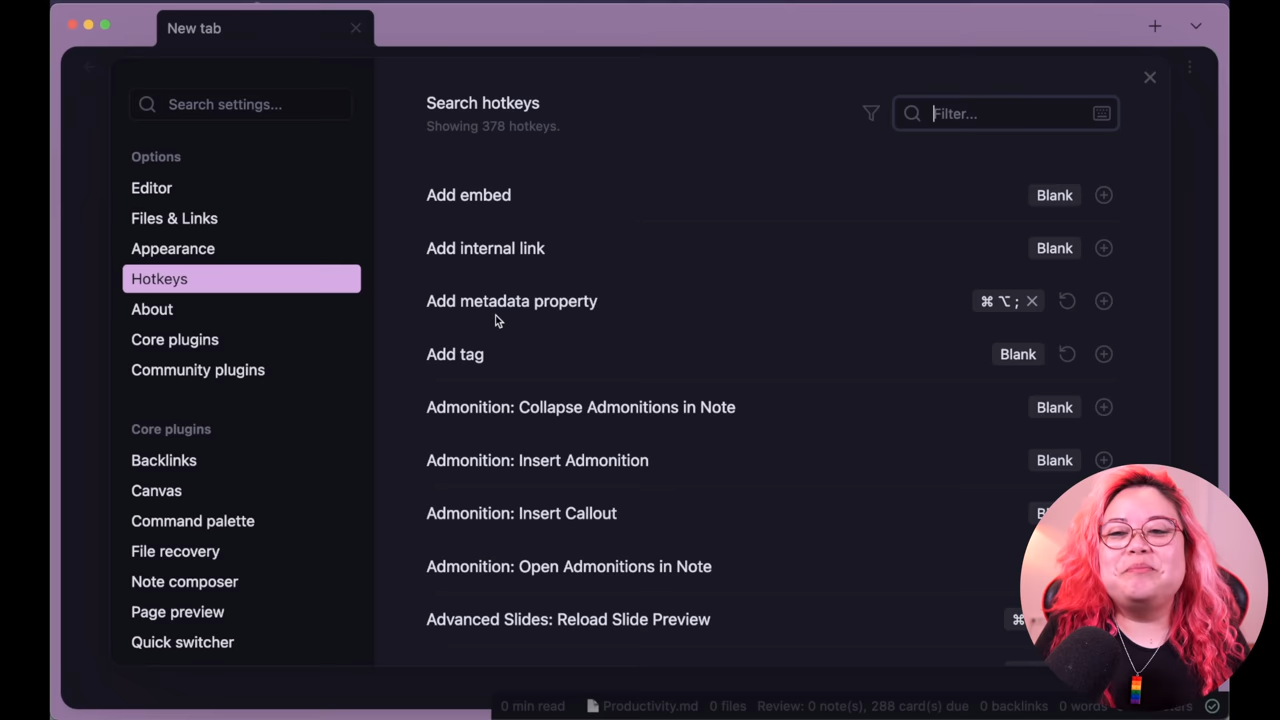 New tab
Search settings...
Options
Editor
Files & Links
Appearance
Hotkeys
About
Core plugins
Community plugins
Core plugins
Backlinks
Canvas
Command palette
File recovery
Note composer
Page preview
Quick switcher
Search hotkeys
Showing 378 hotkeys.
Filter...
Add embed Blank
Add internal link Blank
Add metadata property ⌘ ⌥ ;
Add tag Blank
Admonition: Collapse Admonitions in Note Blank
Admonition: Insert Admonition Blank
Admonition: Insert Callout
Admonition: Open Admonitions in Note
Advanced Slides: Reload Slide Preview ⌘
0 min read Productivity.md 0 files Review: 0 note(s), 288 card(s) due 0 backlinks 0 words